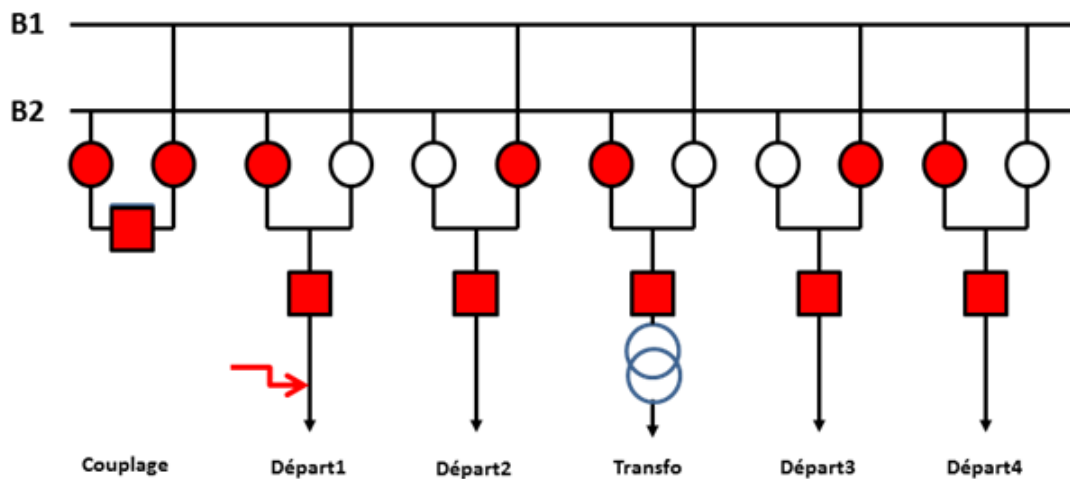 B1
B2
Couplage
Départ1
Départ2
Transfo
Départ3
Départ4